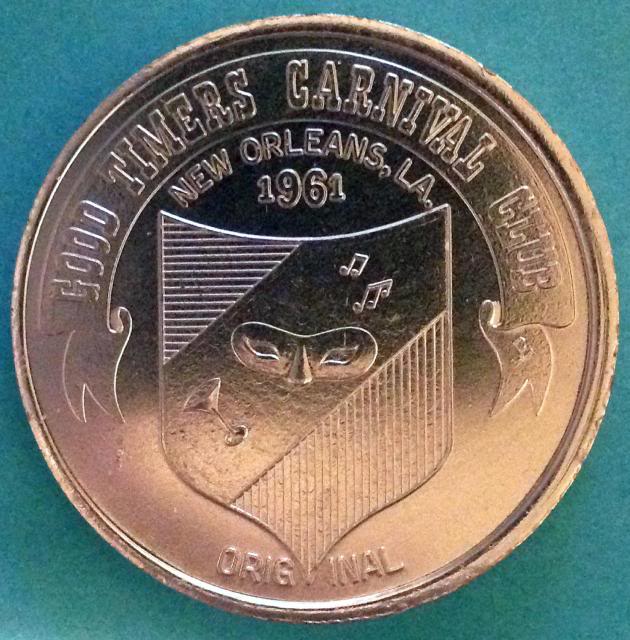 GOOD TIMERS CARNIVAL CLUB
NEW ORLEANS, LA.
1961
ORIGINAL